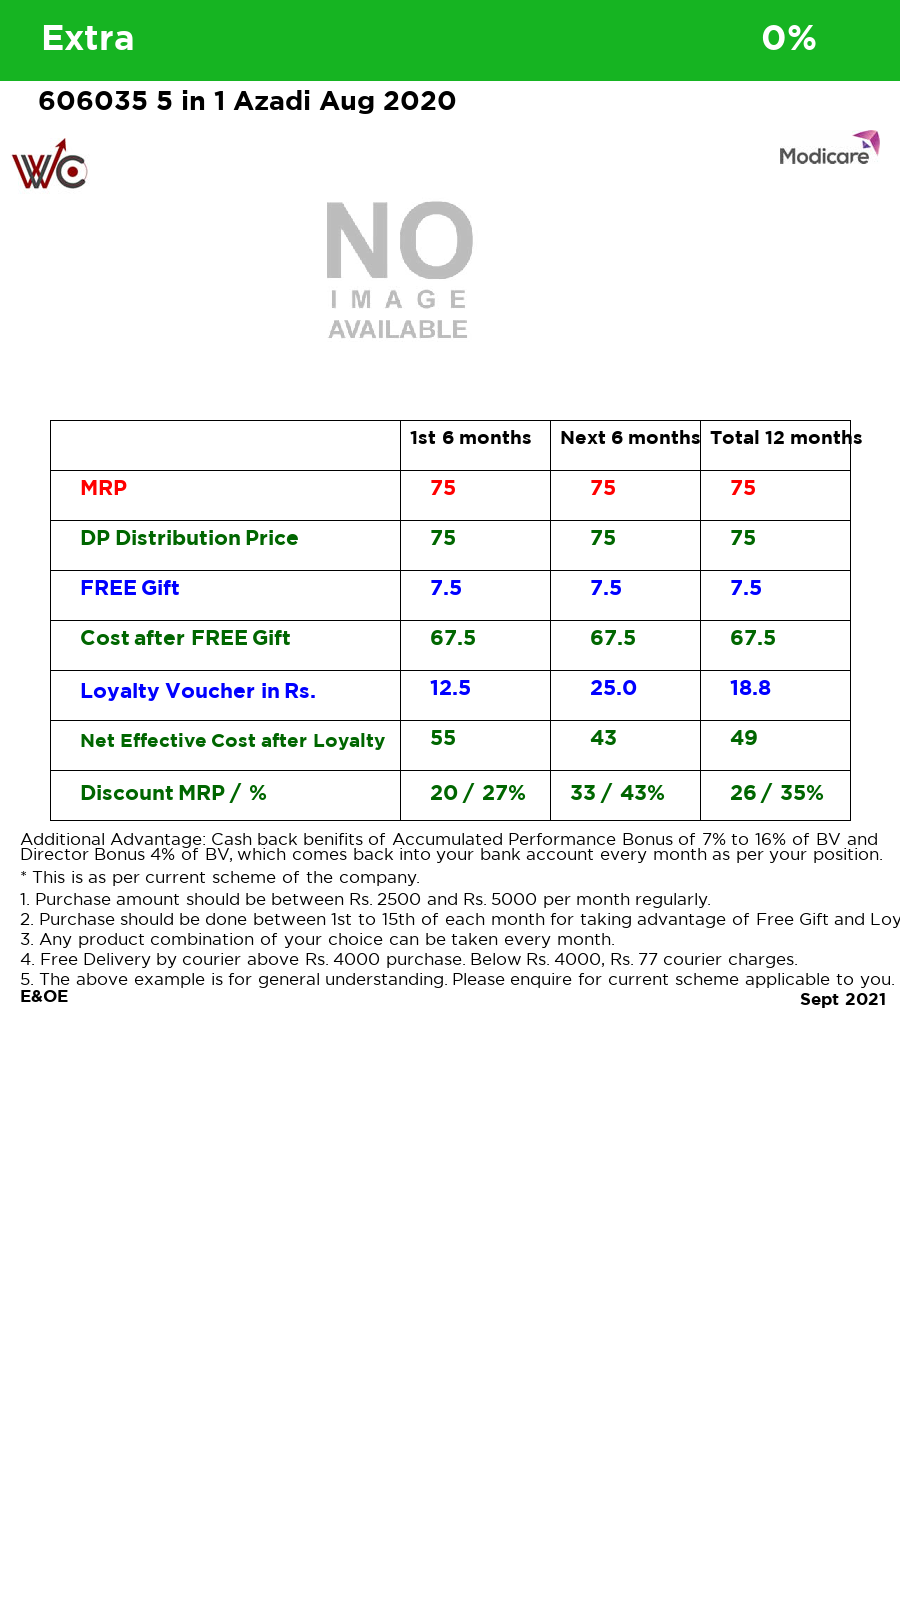 Extra 0%
606035 5 in 1 Azadi Aug 2020
WC
Modicare
NO
IMAGE
AVAILABLE
1st 6 months Next 6 months Total 12 months
MRP 75 75 75
DP Distribution Price 75 75 75
FREE Gift 7.5 7.5 7.5
Cost after FREE Gift 67.5 67.5 67.5
Loyalty Voucher in Rs. 12.5 25.0 18.8
Net Effective Cost after Loyalty 55 43 49
Discount MRP / % 20 / 27% 33 / 43% 26 / 35%
Additional Advantage: Cash back benifits of Accumulated Performance Bonus of 7% to 16% of BV and
Director Bonus 4% of BV, which comes back into your bank account every month as per your position.
* This is as per current scheme of the company.
1. Purchase amount should be between Rs. 2500 and Rs. 5000 per month regularly.
2. Purchase should be done between 1st to 15th of each month for taking advantage of Free Gift and Loy
3. Any product combination of your choice can be taken every month.
4. Free Delivery by courier above Rs. 4000 purchase. Below Rs. 4000, Rs. 77 courier charges.
5. The above example is for general understanding. Please enquire for current scheme applicable to you.
E&OE
Sept 2021